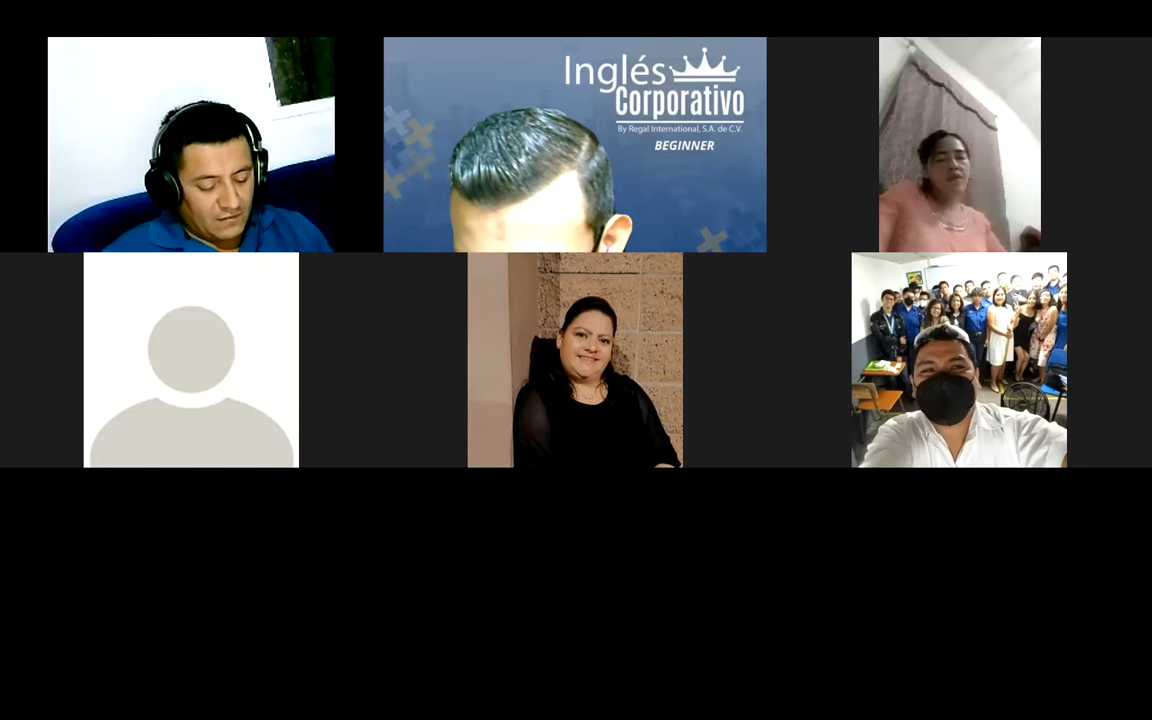 Inglés
Corporativo
By Regal International, S.A. de C.V.
BEGINNER